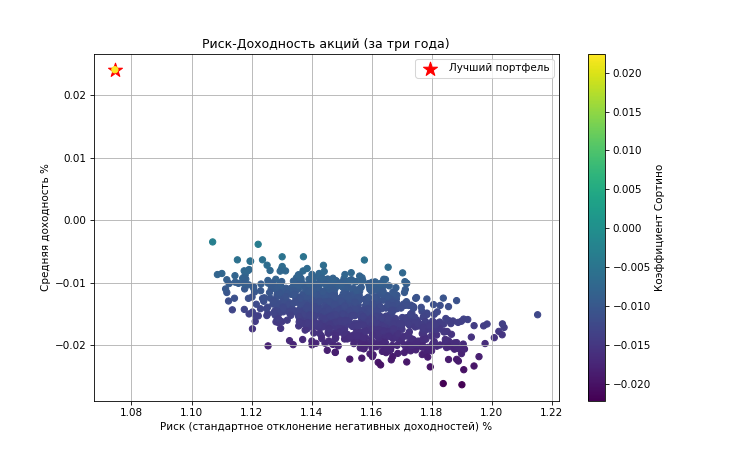 Риск-Доходность акций (за три года)
Лучший портфель
Средняя доходность %
0.02
0.01
0.00
−0.01
−0.02
1.08 1.10 1.12 1.14 1.16 1.18 1.20 1.22
Риск (стандартное отклонение негативных доходностей) %
0.020
0.015
0.010
0.005
0.000
−0.005
−0.010
−0.015
−0.020
Коэффициент Сортино